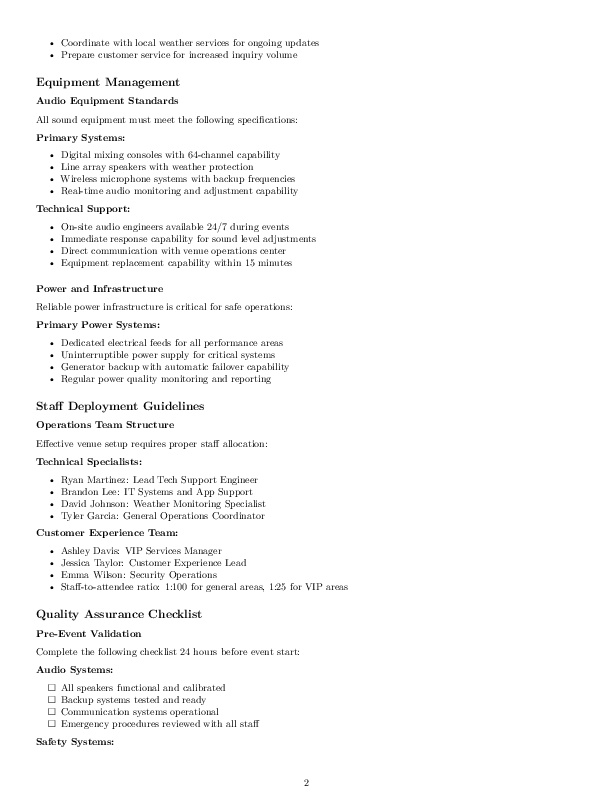 • Coordinate with local weather services for ongoing updates
• Prepare customer service for increased inquiry volume
Equipment Management
Audio Equipment Standards
All sound equipment must meet the following specifications:
Primary Systems:
• Digital mixing consoles with 64-channel capability
• Line array speakers with weather protection
• Wireless microphone systems with backup frequencies
• Real-time audio monitoring and adjustment capability
Technical Support:
• On-site audio engineers available 24/7 during events
• Immediate response capability for sound level adjustments
• Direct communication with venue operations center
• Equipment replacement capability within 15 minutes
Power and Infrastructure
Reliable power infrastructure is critical for safe operations:
Primary Power Systems:
• Dedicated electrical feeds for all performance areas
• Uninterruptible power supply for critical systems
• Generator backup with automatic failover capability
• Regular power quality monitoring and reporting
Staff Deployment Guidelines
Operations Team Structure
Effective venue setup requires proper staff allocation:
Technical Specialists:
• Ryan Martinez: Lead Tech Support Engineer
• Brandon Lee: IT Systems and App Support
• David Johnson: Weather Monitoring Specialist
• Tyler Garcia: General Operations Coordinator
Customer Experience Team:
• Ashley Davis: VIP Services Manager
• Jessica Taylor: Customer Experience Lead
• Emma Wilson: Security Operations
• Staff-to-attendee ratio: 1:100 for general areas, 1:25 for VIP areas
Quality Assurance Checklist
Pre-Event Validation
Complete the following checklist 24 hours before event start:
Audio Systems:
☐ All speakers functional and calibrated
☐ Backup systems tested and ready
☐ Communication systems operational
☐ Emergency procedures reviewed with all staff
Safety Systems:
2